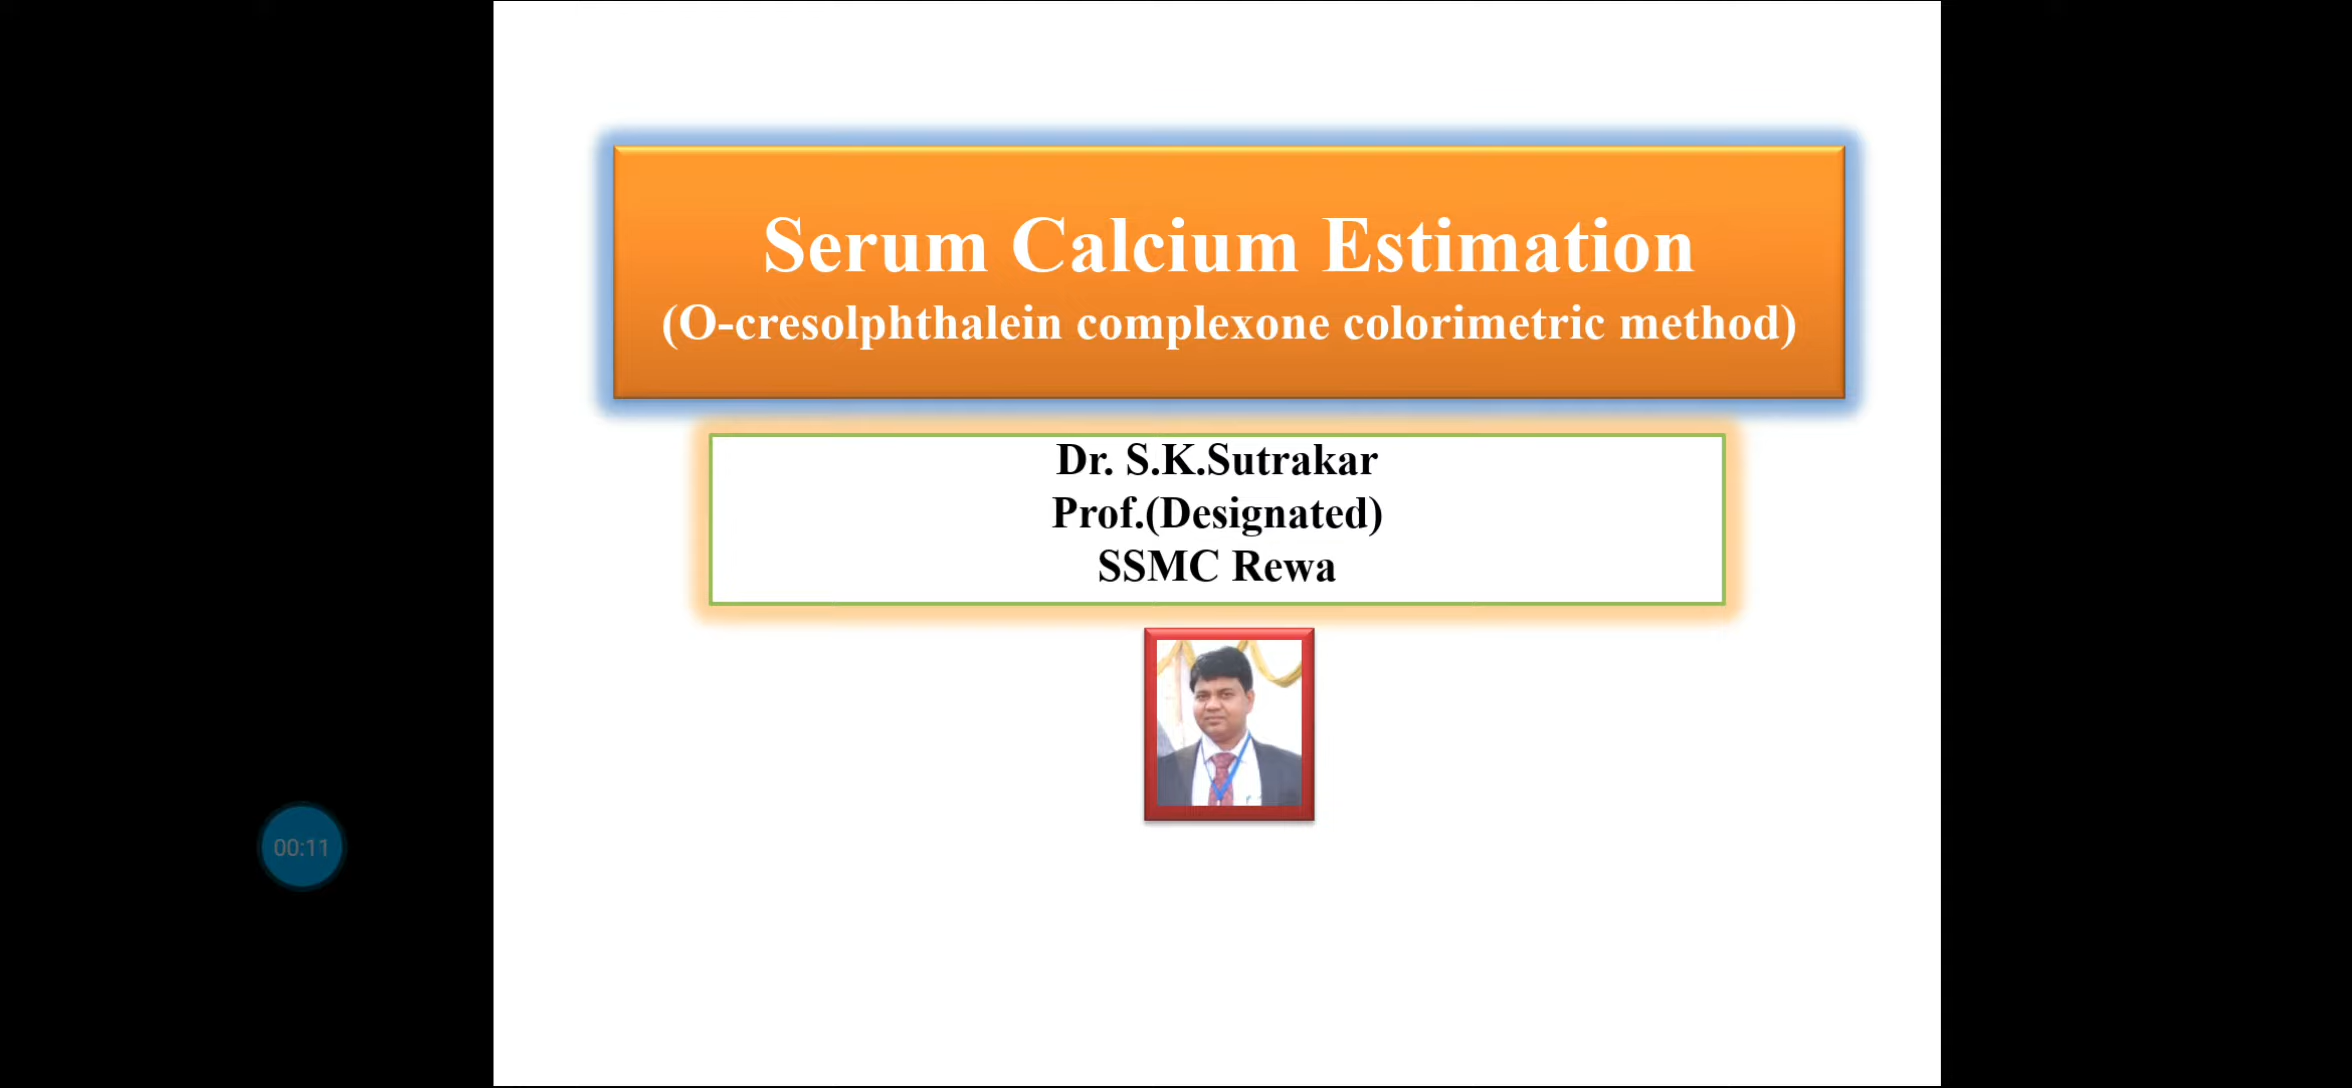 Serum Calcium Estimation
(O-cresolphthalein complexone colorimetric method)
Dr. S.K.Sutrakar
Prof.(Designated)
SSMC Rewa
00:11